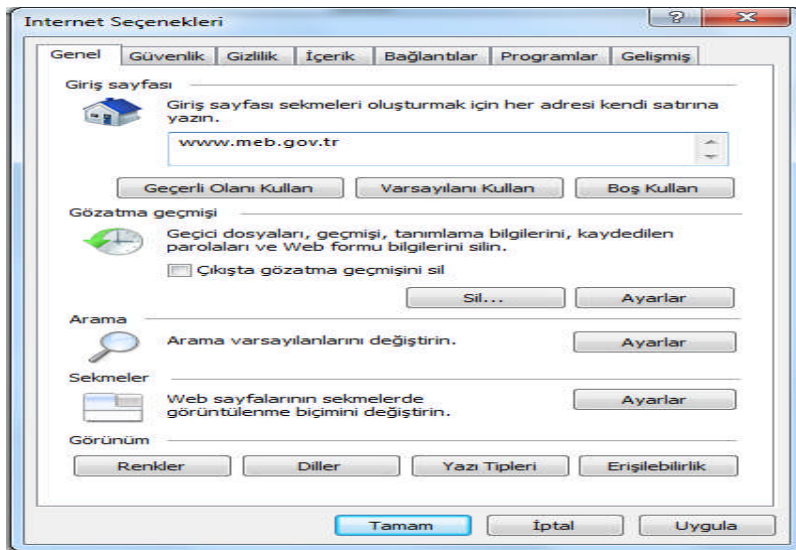 Internet Seçenekleri
Genel Güvenlik Gizlilik İçerik Bağlantılar Programlar Gelişmiş
Giriş sayfası
Giriş sayfası sekmeleri oluşturmak için her adresi kendi satırına
yazın.
www.meb.gov.tr
Geçerli Olanı Kullan Varsayılanı Kullan Boş Kullan
Gözatma geçmişi
Geçici dosyaları, geçmişi, tanımlama bilgilerini, kaydedilen
parolaları ve Web formu bilgilerini silin.
Çıkışta gözatma geçmişini sil
Sil... Ayarlar
Arama
Arama varsayılanlarını değiştirin. Ayarlar
Sekmeler
Web sayfalarının sekmelerde Ayarlar
görüntülenme biçimini değiştirin.
Görünüm
Renkler Diller Yazı Tipleri Erişilebilirlik
Tamam İptal Uygula